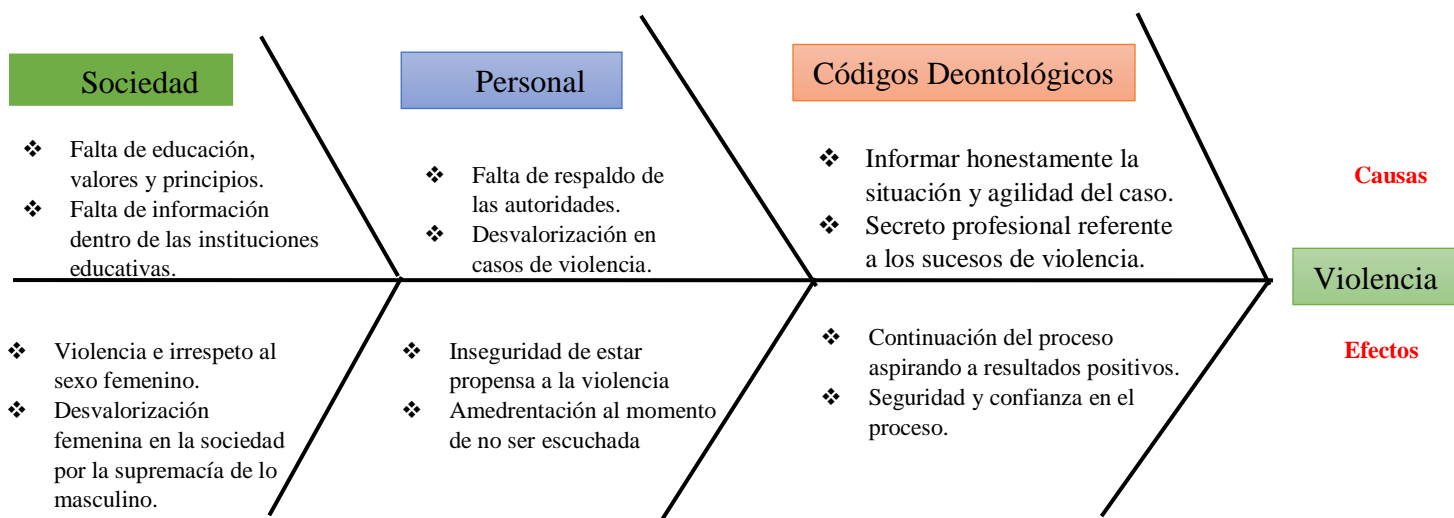 Sociedad
❖ Falta de educación,
valores y principios.
❖ Falta de información
dentro de las instituciones
educativas.
Personal
❖ Falta de respaldo de
las autoridades.
❖ Desvalorización en
casos de violencia.
Códigos Deontológicos
❖ Informar honestamente la
situación y agilidad del caso.
❖ Secreto profesional referente
a los sucesos de violencia.
Causas
Violencia
❖ Violencia e irrespeto al
sexo femenino.
❖ Desvalorización
femenina en la sociedad
por la supremacía de lo
masculino.
❖ Inseguridad de estar
propensa a la violencia
❖ Amedrentación al momento
de no ser escuchada
❖ Continuación del proceso
aspirando a resultados positivos.
❖ Seguridad y confianza en el
proceso.
Efectos